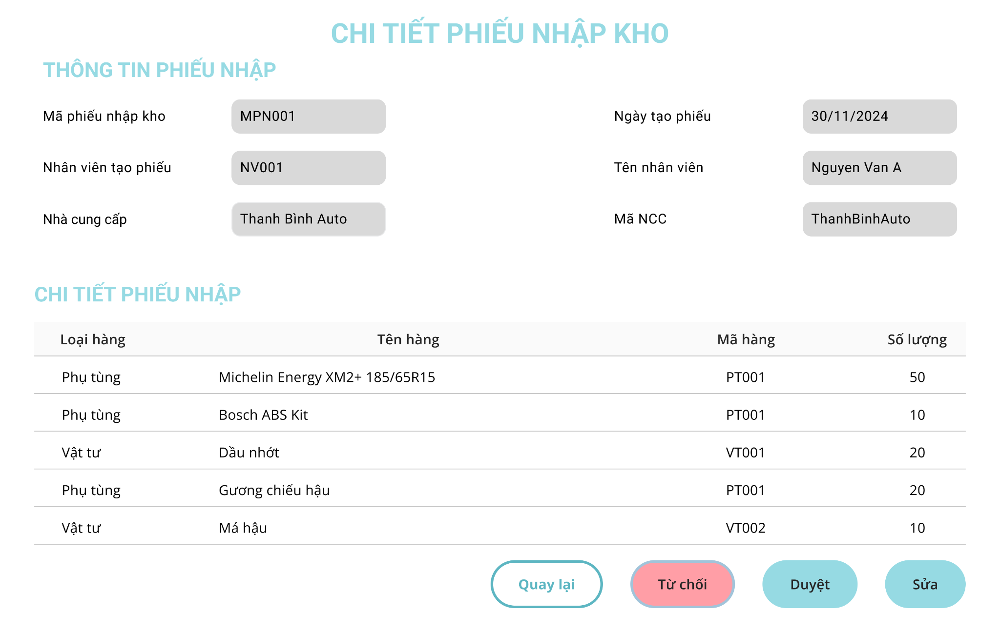 CHI TIẾT PHIẾU NHẬP KHO
THÔNG TIN PHIẾU NHẬP
Mã phiếu nhập kho MPN001 Ngày tạo phiếu 30/11/2024
Nhân viên tạo phiếu NV001 Tên nhân viên Nguyen Van A
Nhà cung cấp Thanh Bình Auto Mã NCC ThanhBinhAuto
CHI TIẾT PHIẾU NHẬP
Loại hàng Tên hàng Mã hàng Số lượng
Phụ tùng Michelin Energy XM2+ 185/65R15 PT001 50
Phụ tùng Bosch ABS Kit PT001 10
Vật tư Dầu nhớt VT001 20
Phụ tùng Gương chiếu hậu PT001 20
Vật tư Má hậu VT002 10
Quay lại Từ chối Duyệt Sửa